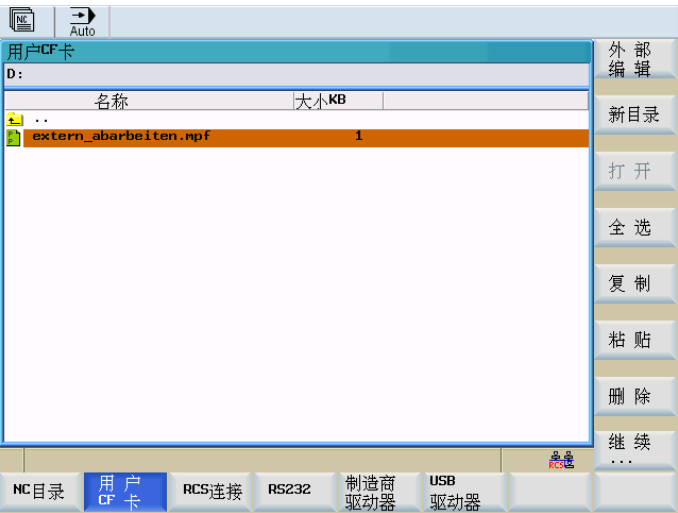 NC
Auto
用户CF卡
D:
名称 大小KB
..
extern_abarbeiten.mpf 1
外部
编辑
新目录
打开
全选
复制
粘贴
删除
继续
...
RCS
NC目录
用户
CF卡
RCS连接
RS232
制造商
驱动器
USB
驱动器